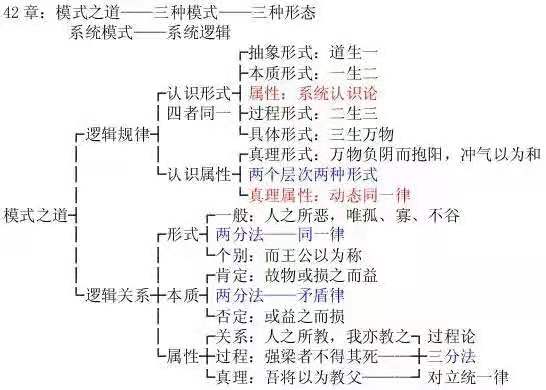 42章：模式之道——三种模式——三种形态
系统模式——系统逻辑
抽象形式：道生一
本质形式：一生二
认识形式 属性：系统认识论
四者同一 过程形式：二生三
具体形式：三生万物
逻辑规律
真理形式：万物负阴而抱阳，冲气以为和
认识属性 两个层次两种形式
真理属性：动态同一律
模式之道
一般：人之所恶，唯孤、寡、不谷
形式 两分法——同一律
个别：而王公以为称
肯定：故物或损之而益
逻辑关系 本质 两分法——矛盾律
否定：或益之而损
关系：人之所教，我亦教之 过程论
属性 过程：强梁者不得其死—— 三分法
真理：吾将以为教父—— 对立统一律